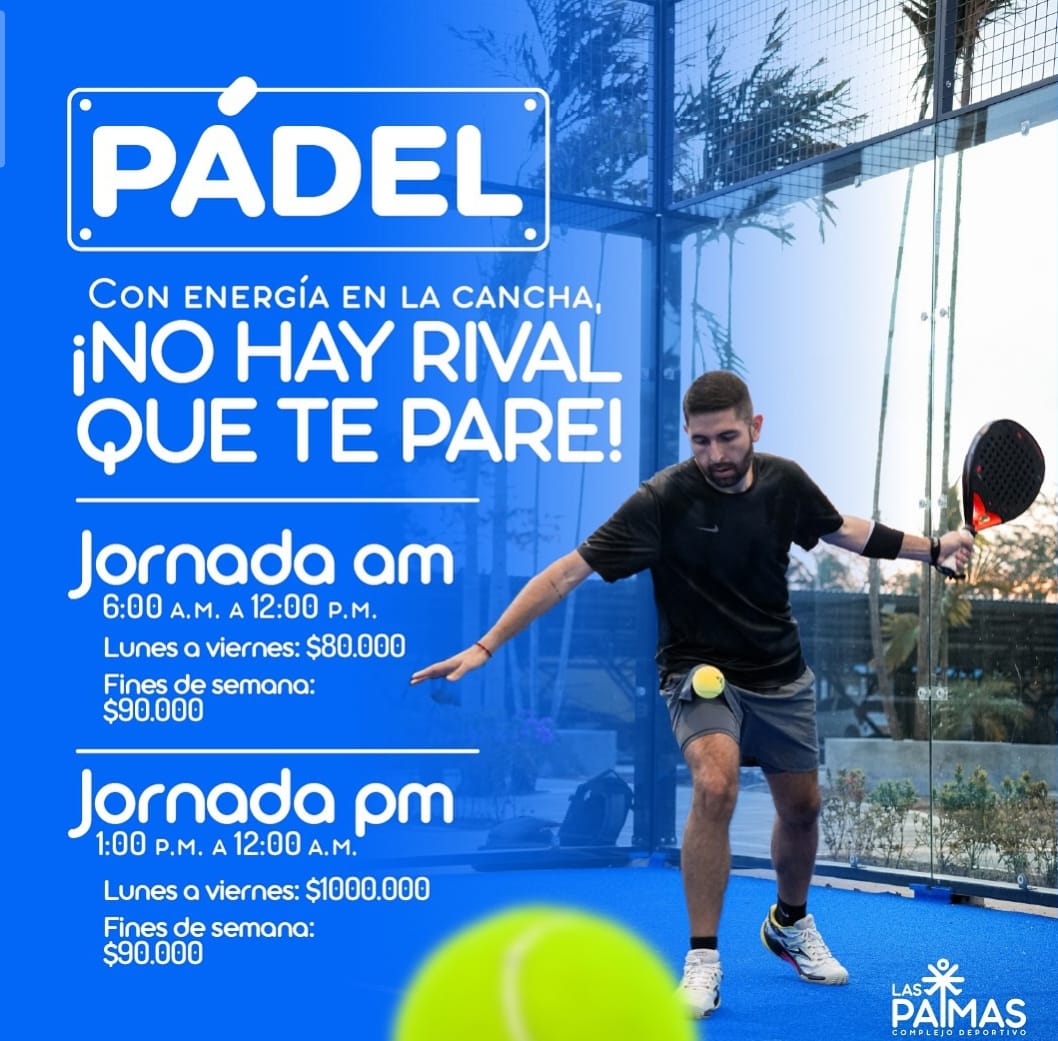 PÁDEL
CON ENERGÍA EN LA CANCHA,
¡NO HAY RIVAL
QUE TE PARE!
Jornada am
6:00 A.M. A 12:00 P.M.
Lunes a viernes: $80.000
Fines de semana:
$90.000
Jornada pm
1:00 P.M. A 12:00 A.M.
Lunes a viernes: $1000.000
Fines de semana:
$90.000
LAS
PALMAS
COMPLEJO DEPORTIVO